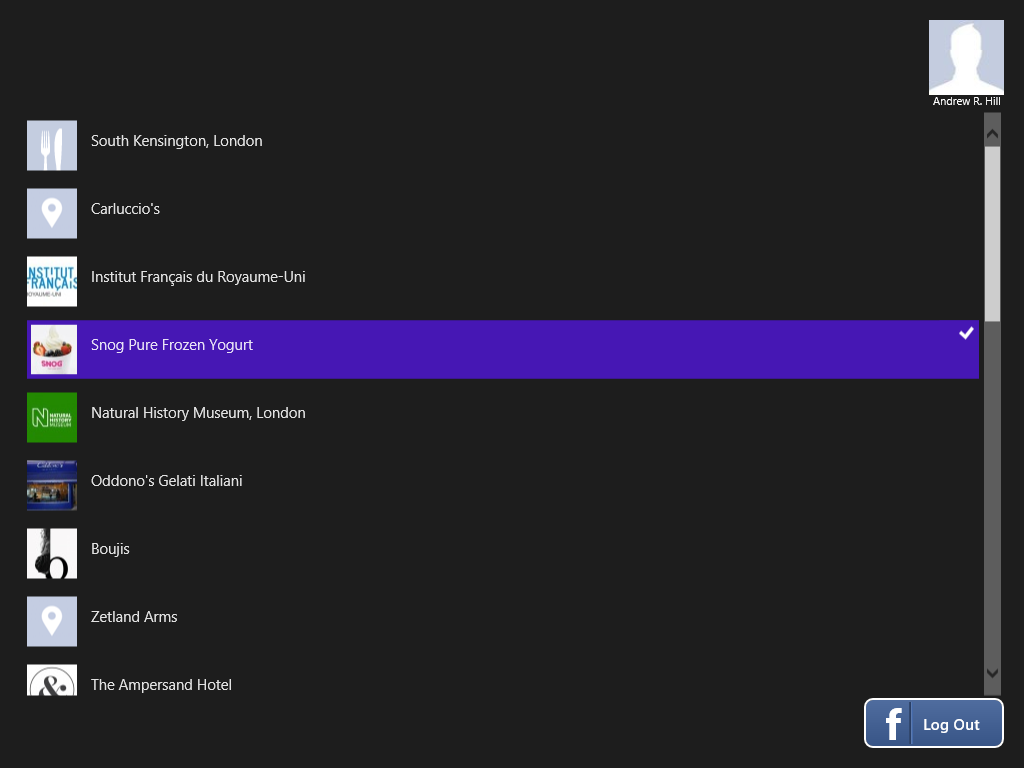 Andrew R. Hill
South Kensington, London
Carluccio's
INSTITUT
FRANÇAIS
ROYAUME-UNI
Institut Français du Royaume-Uni
SNOG
Snog Pure Frozen Yogurt
N NATURAL
HISTORY
MUSEUM
Natural History Museum, London
Oddono's Gelati Italiani
b
Boujis
Zetland Arms
&
The Ampersand Hotel
f Log Out